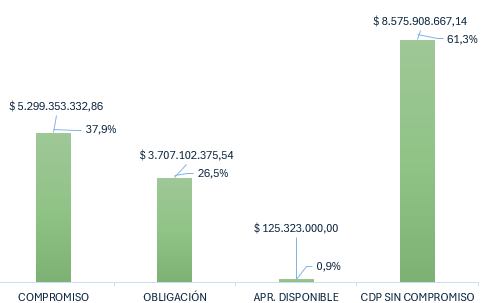 $ 8.575.908.667,14
61,3%
$ 5.299.353.332,86
37,9%
$ 3.707.102.375,54
26,5%
$ 125.323.000,00
0,9%
COMPROMISO
OBLIGACIÓN
APR. DISPONIBLE
CDP SIN COMPROMISO